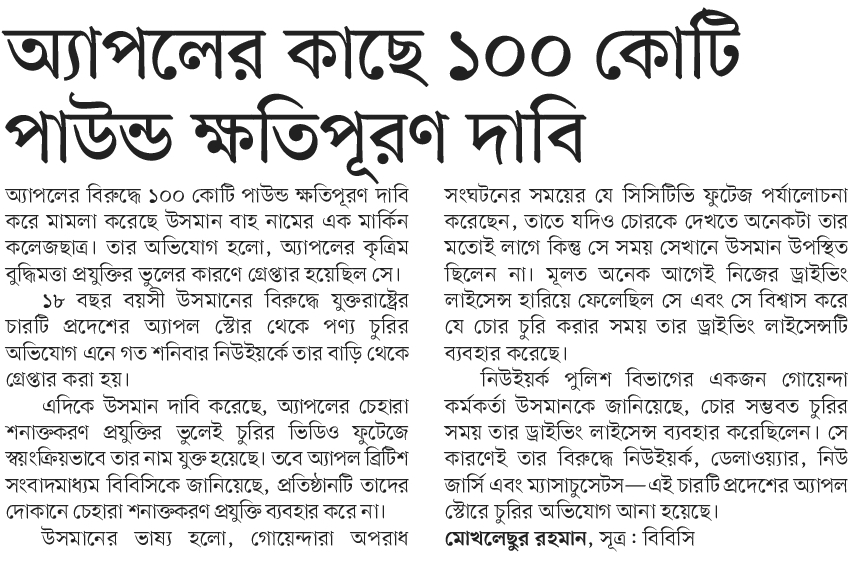 অ্যাপলের কাছে ১০০ কোটি
পাউন্ড ক্ষতিপূরণ দাবি
অ্যাপলের বিরুদ্ধে ১০০ কোটি পাউন্ড ক্ষতিপূরণ দাবি
করে মামলা করেছে উসমান বাহ নামের এক মার্কিন
কলেজছাত্র। তার অভিযোগ হলো, অ্যাপলের কৃত্রিম
বুদ্ধিমত্তা প্রযুক্তির ভুলের কারণে গ্রেপ্তার হয়েছিল সে।
১৮ বছর বয়সী উসমানের বিরুদ্ধে যুক্তরাষ্ট্রের
চারটি প্রদেশের অ্যাপল স্টোর থেকে পণ্য চুরির
অভিযোগ এনে গত শনিবার নিউইয়র্কে তার বাড়ি থেকে
গ্রেপ্তার করা হয়।
এদিকে উসমান দাবি করেছে, অ্যাপলের চেহারা
শনাক্তকরণ প্রযুক্তির ভুলেই চুরির ভিডিও ফুটেজে
স্বয়ংক্রিয়ভাবে তার নাম যুক্ত হয়েছে। তবে অ্যাপল ব্রিটিশ
সংবাদমাধ্যম বিবিসিকে জানিয়েছে, প্রতিষ্ঠানটি তাদের
দোকানে চেহারা শনাক্তকরণ প্রযুক্তি ব্যবহার করে না।
উসমানের ভাষ্য হলো, গোয়েন্দারা অপরাধ
সংঘটনের সময়ের যে সিসিটিভি ফুটেজ পর্যালোচনা
করেছেন, তাতে যদিও চোরকে দেখতে অনেকটা তার
মতোই লাগে কিন্তু সে সময় সেখানে উসমান উপস্থিত
ছিলেন না। মূলত অনেক আগেই নিজের ড্রাইভিং
লাইসেন্স হারিয়ে ফেলেছিল সে এবং সে বিশ্বাস করে
যে চোর চুরি করার সময় তার ড্রাইভিং লাইসেন্সটি
ব্যবহার করেছে।
নিউইয়র্ক পুলিশ বিভাগের একজন গোয়েন্দা
কর্মকর্তা উসমানকে জানিয়েছে, চোর সম্ভবত চুরির
সময় তার ড্রাইভিং লাইসেন্স ব্যবহার করেছিলেন। সে
কারণেই তার বিরুদ্ধে নিউইয়র্ক, ডেলাওয়্যার, নিউ
জার্সি এবং ম্যাসাচুসেটস—এই চারটি প্রদেশের অ্যাপল
স্টোরে চুরির অভিযোগ আনা হয়েছে।
মোখলেছুর রহমান, সূত্র : বিবিসি